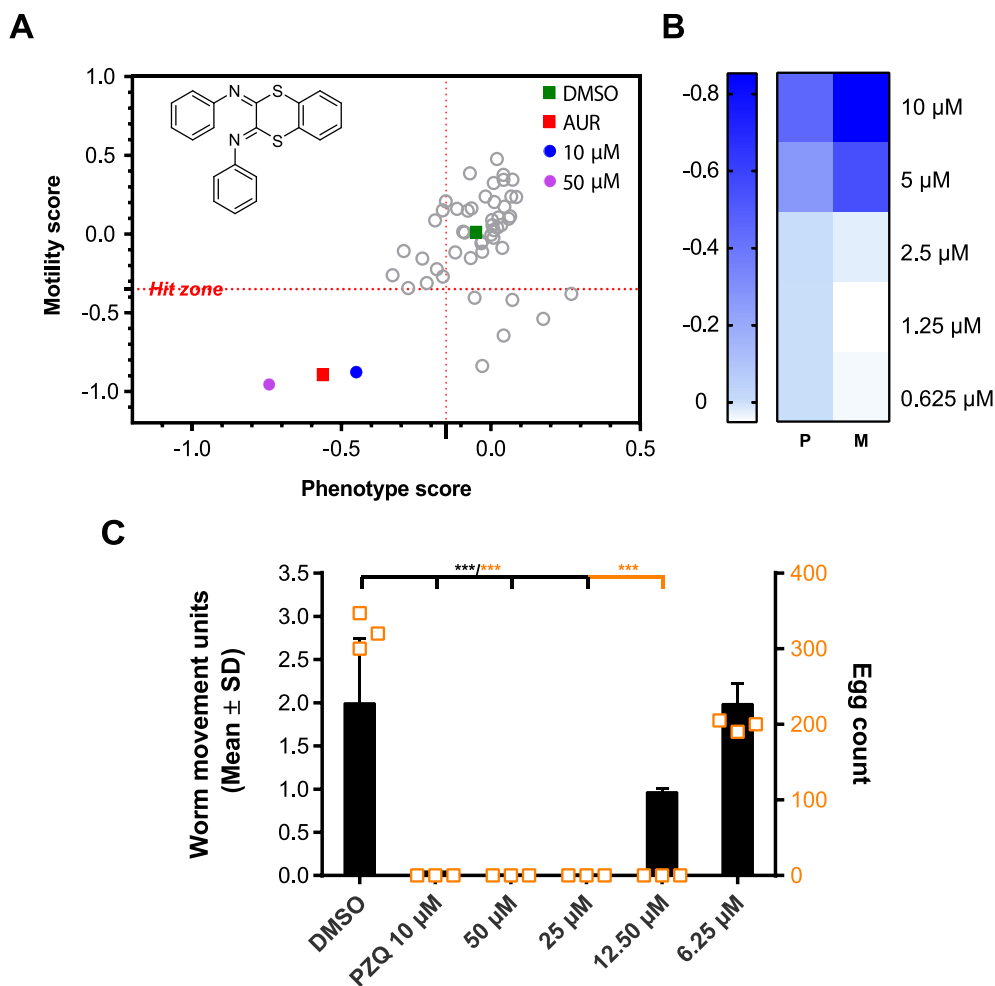 A
B
1.0
0.5
0.0
-0.5
-1.0
Motility score
N
S
N
S
DMSO
AUR
10 µM
50 µM
Hit zone
-1.0
-0.5
0.0
0.5
Phenotype score
-0.8
-0.6
-0.4
-0.2
0
10 µM
5 µM
2.5 µM
1.25 µM
0.625 µM
P
M
C
***/***
***
3.5
3.0
2.5
2.0
1.5
1.0
0.5
0.0
Worm movement units
(Mean ± SD)
400
300
200
100
0
Egg count
DMSO
PZQ 10 µM
50 µM
25 µM
12.50 µM
6.25 µM